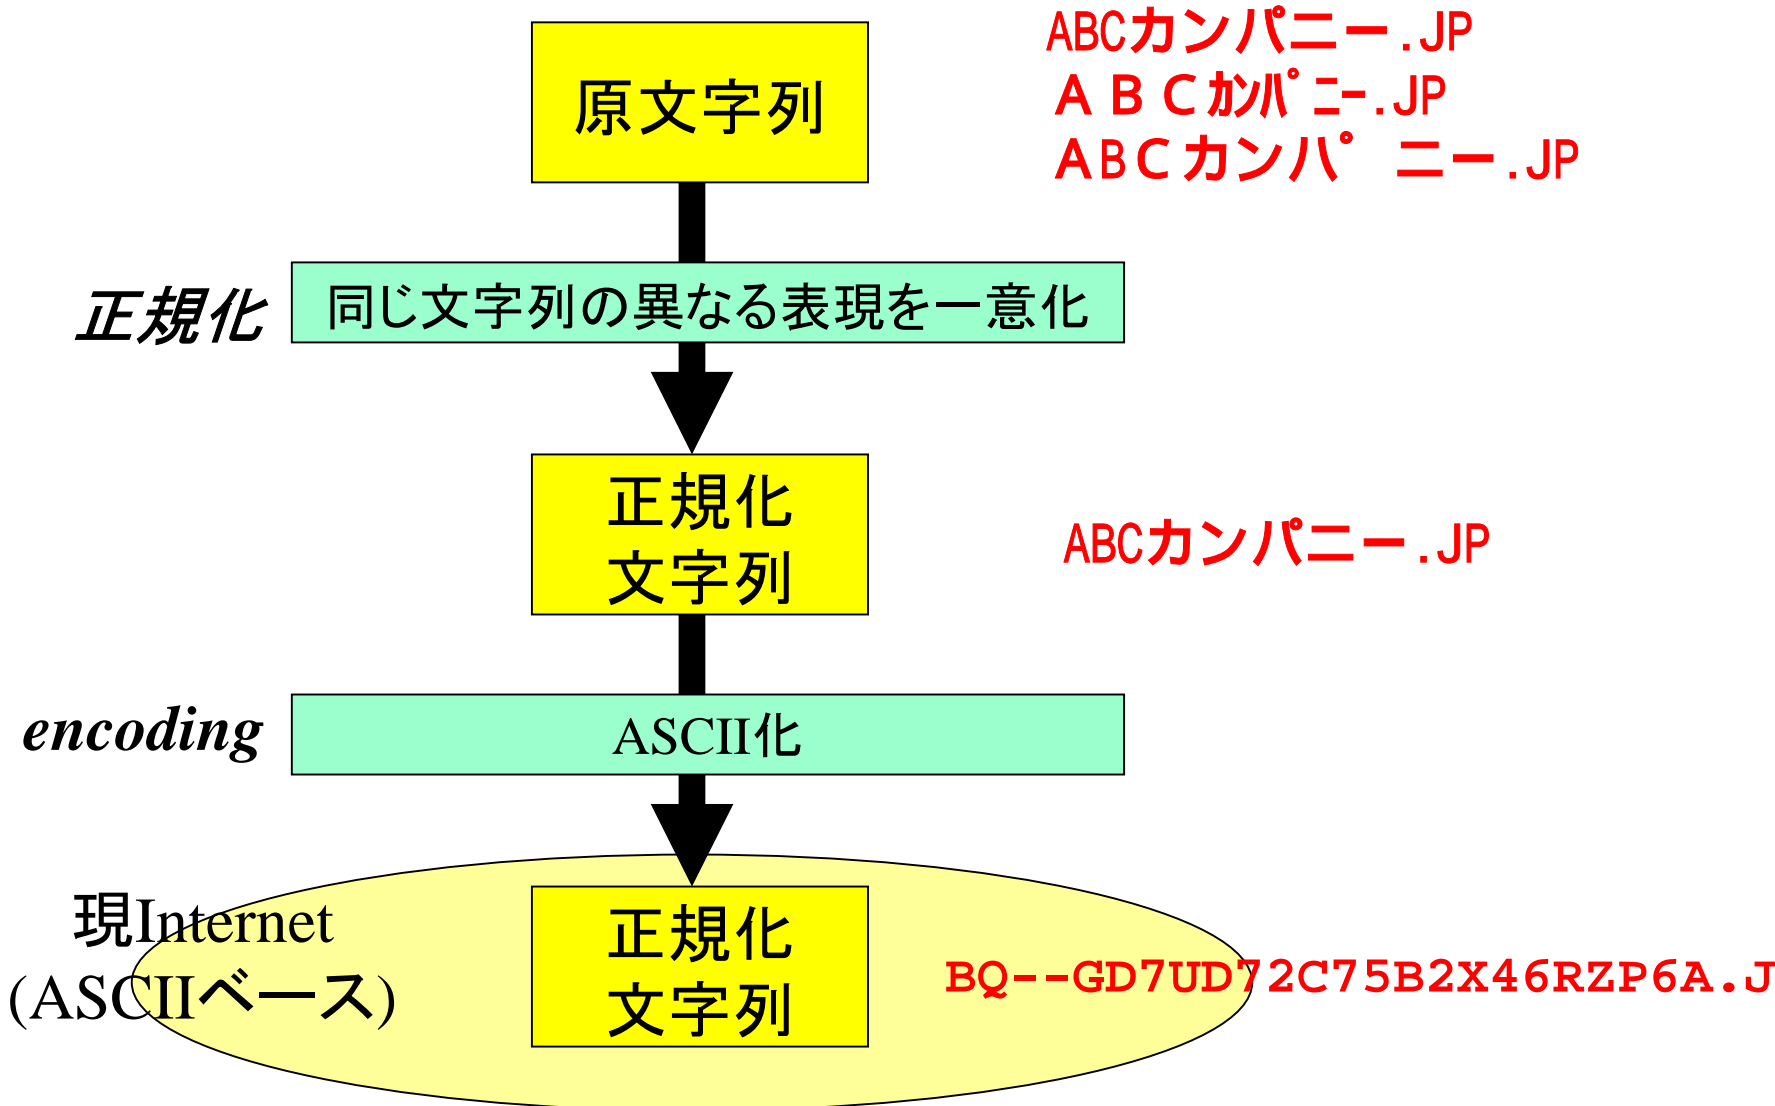 原文字列
ABCカンパニー.JP
ＡＢＣｶﾝﾊﾟﾆｰ.JP
ＡBＣカンハ゜ニー.JP
正規化
同じ文字列の異なる表現を一意化
正規化
文字列
ABCカンパニー.JP
encoding
ASCII化
現Internet
(ASCIIベース)
正規化
文字列
BQ--GD7UD72C75B2X46RZP6A.J